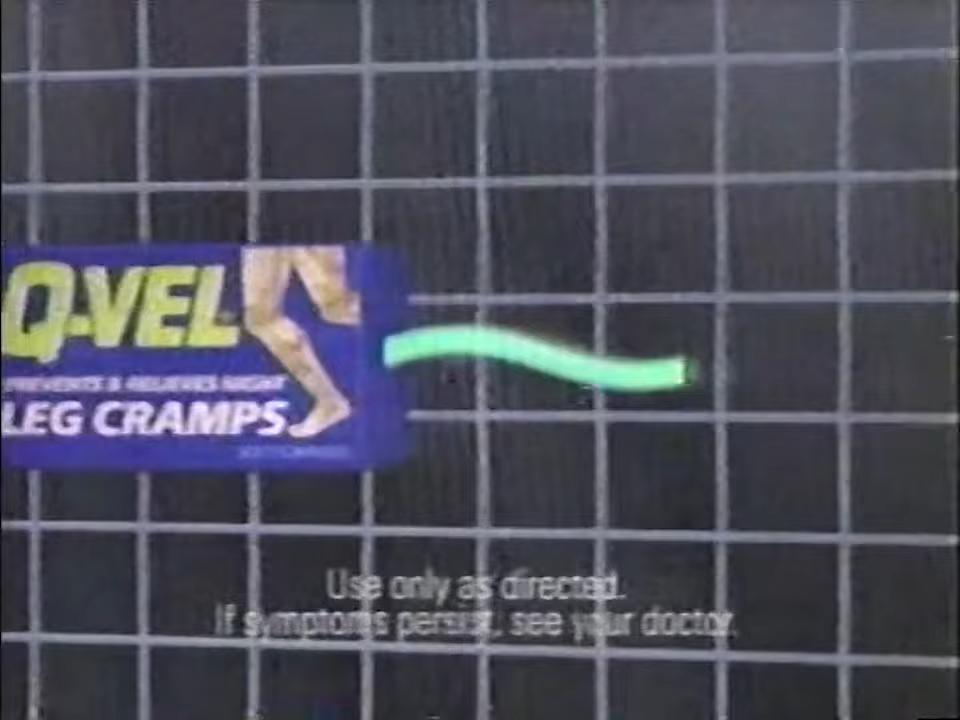 Q-VEL
PREVENTS & RELIEVES NIGHT
LEG CRAMPS
Use only as directed.
If symptoms persist, see your doctor.